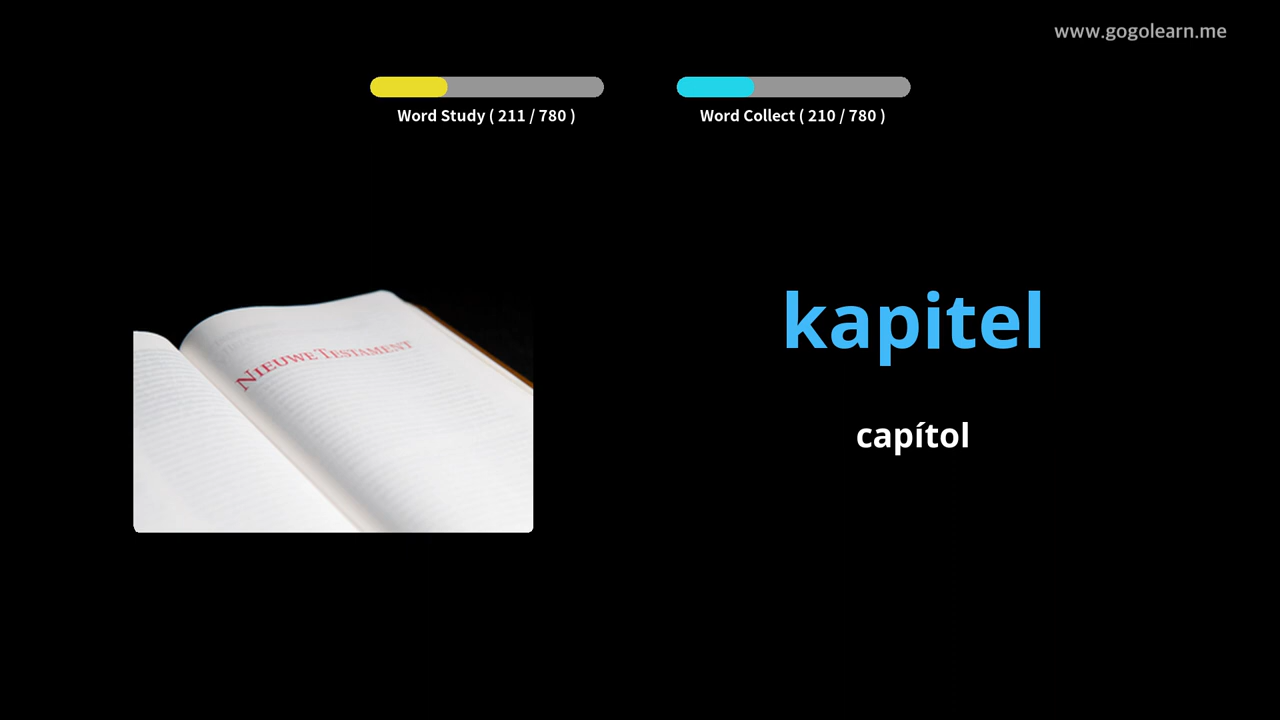 www.gogolearn.me
Word Study ( 211 / 780 )
Word Collect ( 210 / 780 )
NIEUWE TESTAMENT
kapitel
capítol